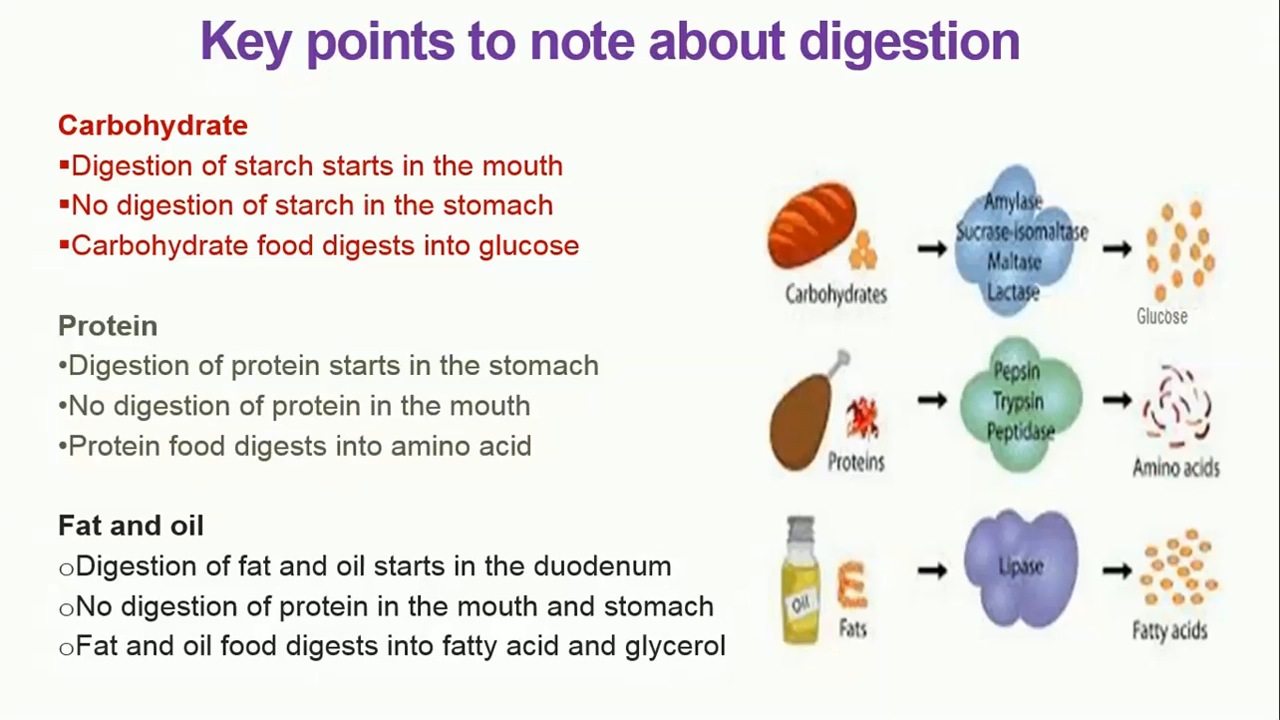 Key points to note about digestion
Carbohydrate
▪Digestion of starch starts in the mouth
▪No digestion of starch in the stomach
▪Carbohydrate food digests into glucose
Protein
•Digestion of protein starts in the stomach
•No digestion of protein in the mouth
•Protein food digests into amino acid
Fat and oil
oDigestion of fat and oil starts in the duodenum
oNo digestion of protein in the mouth and stomach
oFat and oil food digests into fatty acid and glycerol
Amylase
Sucrase-isomaltase
Maltase
Lactase
Carbohydrates
Glucose
Pepsin
Trypsin
Peptidase
Proteins
Amino acids
Lipase
Oil
Fats
Fatty acids